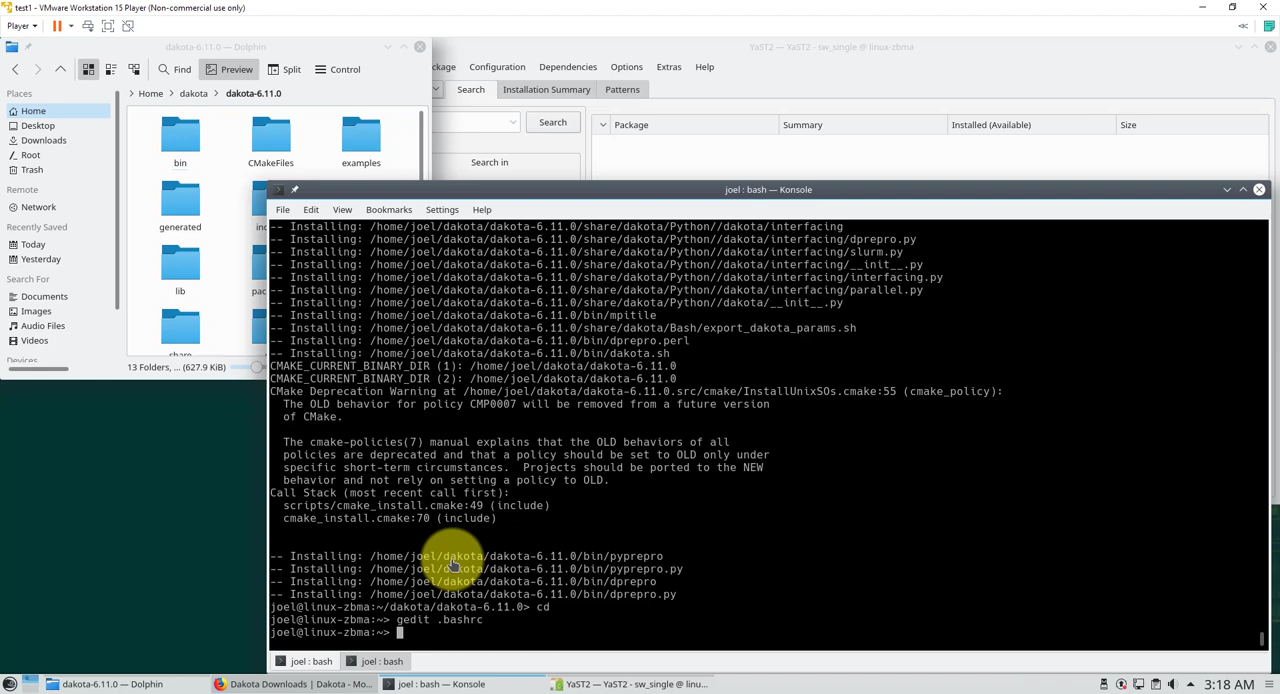 test1 - VMware Workstation 15 Player (Non-commercial use only)
Player
dakota-6.11.0 — Dolphin
YaST2 — YaST2 - sw_single @ linux-zbma
Find
Preview
Split
Control
ckage
Configuration
Dependencies
Options
Extras
Help
Places
Home
dakota
dakota-6.11.0
Search
Installation Summary
Patterns
Home
Desktop
Downloads
Root
Trash
Remote
Network
Recently Saved
Today
Yesterday
Search For
Documents
Images
Audio Files
Videos
Devices
bin
CMakeFiles
examples
generated
inc
lib
pac
share
13 Folders, ... (627.9 KiB)
Search
Search in
Package
Summary
Installed (Available)
Size
joel : bash — Konsole
File
Edit
View
Bookmarks
Settings
Help
-- Installing: /home/joel/dakota/dakota-6.11.0/share/dakota/Python//dakota/interfacing
-- Installing: /home/joel/dakota/dakota-6.11.0/share/dakota/Python//dakota/interfacing/dprepro.py
-- Installing: /home/joel/dakota/dakota-6.11.0/share/dakota/Python//dakota/interfacing/slurm.py
-- Installing: /home/joel/dakota/dakota-6.11.0/share/dakota/Python//dakota/interfacing/__init__.py
-- Installing: /home/joel/dakota/dakota-6.11.0/share/dakota/Python//dakota/interfacing/interfacing.py
-- Installing: /home/joel/dakota/dakota-6.11.0/share/dakota/Python//dakota/interfacing/parallel.py
-- Installing: /home/joel/dakota/dakota-6.11.0/share/dakota/Python//dakota/__init__.py
-- Installing: /home/joel/dakota/dakota-6.11.0/bin/mpitile
-- Installing: /home/joel/dakota/dakota-6.11.0/share/dakota/Bash/export_dakota_params.sh
-- Installing: /home/joel/dakota/dakota-6.11.0/bin/dprepro.perl
-- Installing: /home/joel/dakota/dakota-6.11.0/bin/dakota.sh
CMAKE_CURRENT_BINARY_DIR (1): /home/joel/dakota/dakota-6.11.0
CMAKE_CURRENT_BINARY_DIR (2): /home/joel/dakota/dakota-6.11.0
CMake Deprecation Warning at /home/joel/dakota/dakota-6.11.0.src/cmake/InstallUnixSOs.cmake:55 (cmake_policy):
The OLD behavior for policy CMP0007 will be removed from a future version
of CMake.
The cmake-policies(7) manual explains that the OLD behaviors of all
policies are deprecated and that a policy should be set to OLD only under
specific short-term circumstances.  Projects should be ported to the NEW
behavior and not rely on setting a policy to OLD.
Call Stack (most recent call first):
scripts/cmake_install.cmake:49 (include)
cmake_install.cmake:70 (include)
-- Installing: /home/joel/dakota/dakota-6.11.0/bin/pyprepro
-- Installing: /home/joel/dakota/dakota-6.11.0/bin/pyprepro.py
-- Installing: /home/joel/dakota/dakota-6.11.0/bin/dprepro
-- Installing: /home/joel/dakota/dakota-6.11.0/bin/dprepro.py
joel@linux-zbma:~/dakota/dakota-6.11.0> cd
joel@linux-zbma:~> gedit .bashrc
joel@linux-zbma:~>
joel : bash
joel : bash
dakota-6.11.0 — Dolphin
Dakota Downloads | Dakota - Mo...
joel : bash — Konsole
YaST2 — YaST2 - sw_single @ linu...
3:18 AM